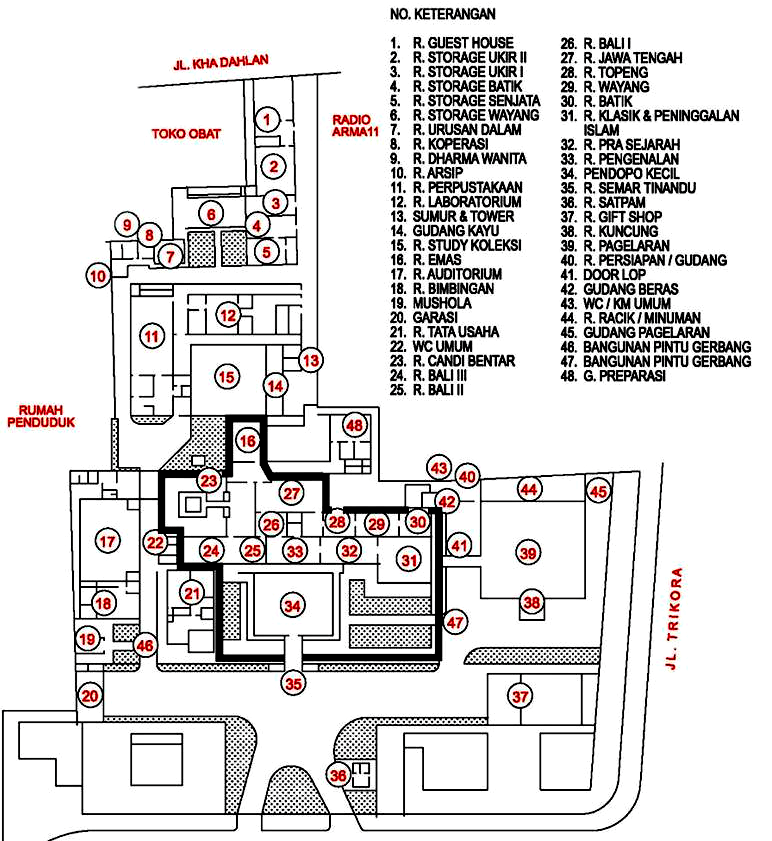 NO. KETERANGAN
1. R. GUEST HOUSE
2. R. STORAGE UKIR II
3. R. STORAGE UKIR I
4. R. STORAGE BATIK
5. R. STORAGE SENJATA
6. R. STORAGE WAYANG
7. R. URUSAN DALAM
8. R. KOPERASI
9. R. DHARMA WANITA
10. R. ARSIP
11. R. PERPUSTAKAAN
12. R. LABORATORIUM
13. SUMUR & TOWER
14. GUDANG KAYU
15. R. STUDY KOLEKSI
16. R. EMAS
17. R. AUDITORIUM
18. R. BIMBINGAN
19. MUSHOLA
20. GARASI
21. R. TATA USAHA
22. WC UMUM
23. R. CANDI BENTAR
24. R. BALI III
25. R. BALI II
26. R. BALI I
27. R. JAWA TENGAH
28. R. TOPENG
29. R. WAYANG
30. R. BATIK
31. R. KLASIK & PENINGGALAN
ISLAM
32. R. PRA SEJARAH
33. R. PENGENALAN
34. PENDOPO KECIL
35. R. SEMAR TINANDU
36. R. SATPAM
37. R. GIFT SHOP
38. R. KUNCUNG
39. R. PAGELARAN
40. R. PERSIAPAN / GUDANG
41. DOOR LOP
42. GUDANG BERAS
43. WC / KM UMUM
44. R. RACIK / MINUMAN
45. GUDANG PAGELARAN
46. BANGUNAN PINTU GERBANG
47. BANGUNAN PINTU GERBANG
48. G. PREPARASI
JL. KHA DAHLAN
TOKO OBAT
RADIO
ARMA11
1
2
3
6
4
9
8
7
5
10
12
11
13
15
14
RUMAH
PENDUDUK
48
16
43
40
23
27
44
45
42
26
28
29
30
17
22
24
25
33
32
41
39
31
21
18
34
38
47
19
46
35
20
37
36
JL. TRIKORA